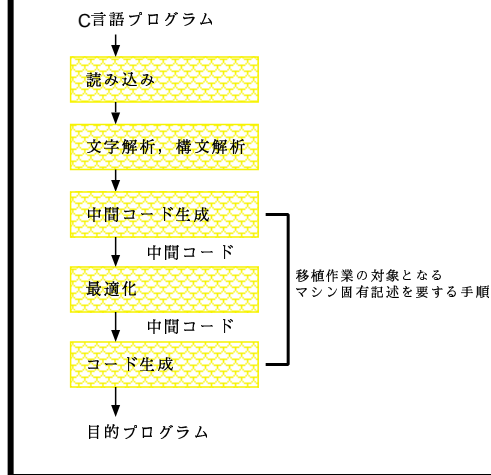 C言語プログラム
読み込み
文字解析，構文解析
中間コード生成
中間コード
最適化
中間コード
コード生成
目的プログラム
移植作業の対象となる
マシン固有記述を要する手順